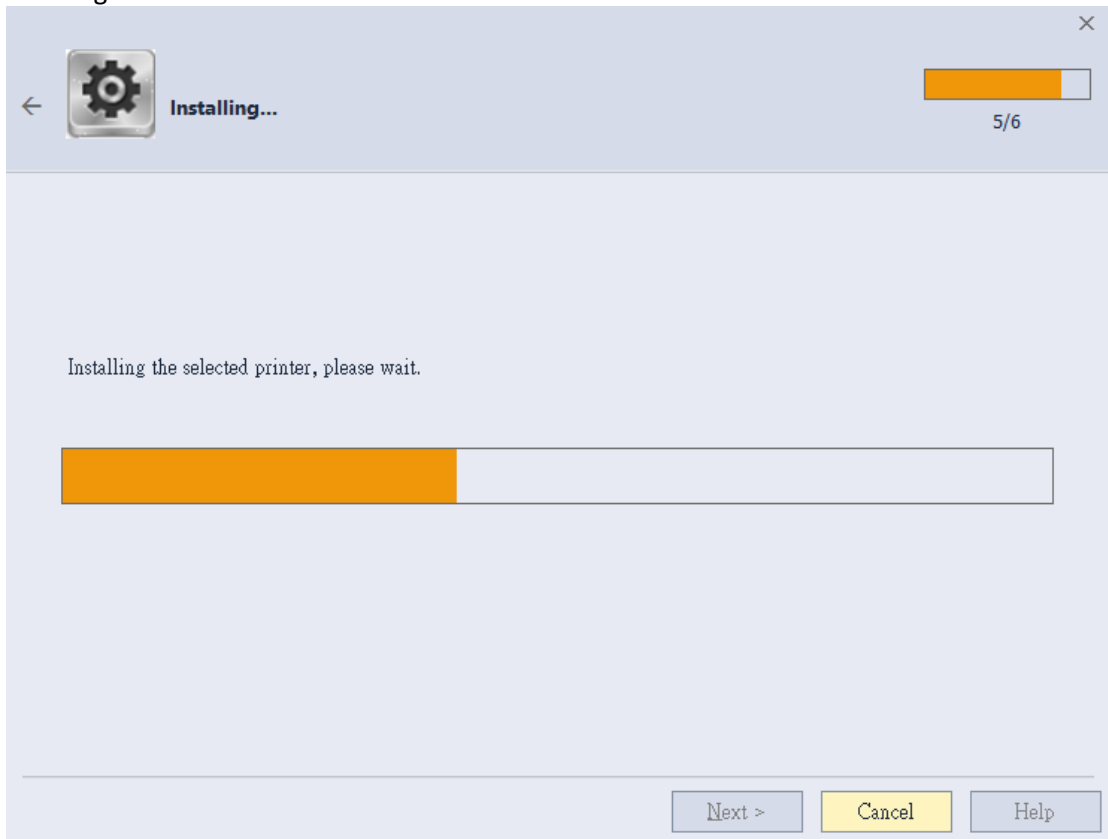 Installing...
5/6
Installing the selected printer, please wait.
Next >
Cancel
Help